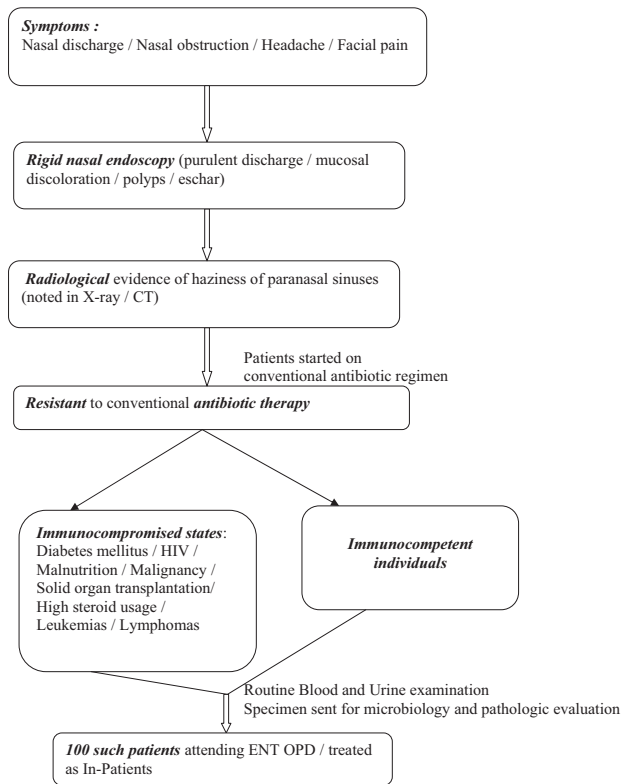 Symptoms :
Nasal discharge / Nasal obstruction / Headache / Facial pain
Rigid nasal endoscopy (purulent discharge / mucosal
discoloration / polyps / eschar)
Radiological evidence of haziness of paranasal sinuses
(noted in X-ray / CT)
Patients started on
conventional antibiotic regimen
Resistant to conventional antibiotic therapy
Immunocompromised states:
Diabetes mellitus / HIV /
Malnutrition / Malignancy /
Solid organ transplantation/
High steroid usage /
Leukemias / Lymphomas
Immunocompetent
individuals
Routine Blood and Urine examination
Specimen sent for microbiology and pathologic evaluation
100 such patients attending ENT OPD / treated
as In-Patients